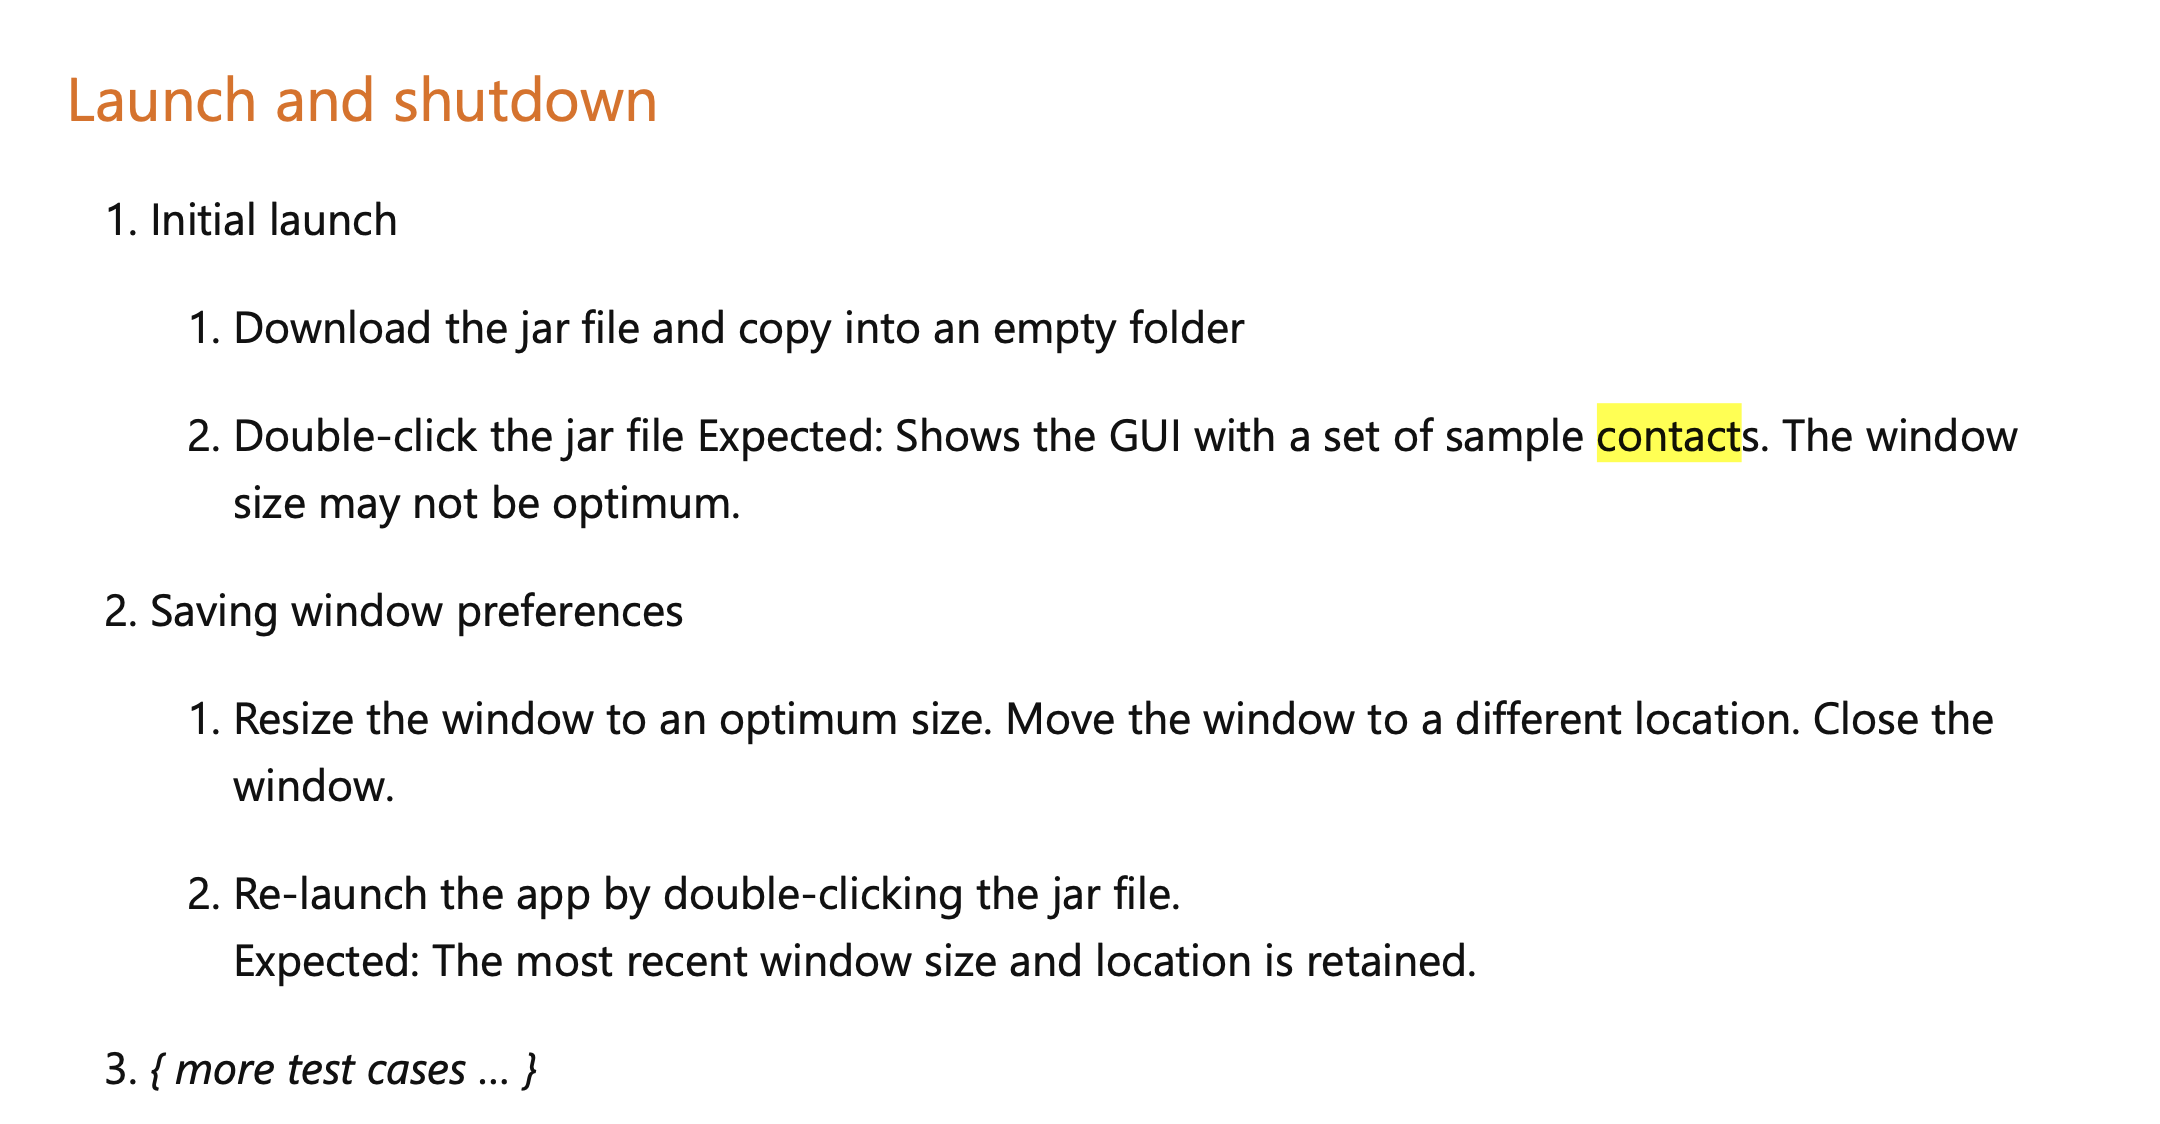 Launch and shutdown
1. Initial launch
1. Download the jar file and copy into an empty folder
2. Double-click the jar file Expected: Shows the GUI with a set of sample contacts. The window
size may not be optimum.
2. Saving window preferences
1. Resize the window to an optimum size. Move the window to a different location. Close the
window.
2. Re-launch the app by double-clicking the jar file.
Expected: The most recent window size and location is retained.
3. { more test cases … }